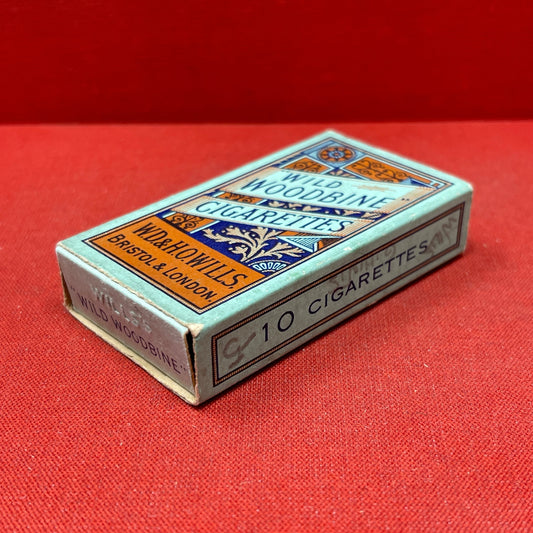 "WILD
WOODBINE"
CIGARETTES
W.D.& H.O.WILLS,
BRISTOL & LONDON.
WILLS'S
"WILD WOODBINE"
10 CIGARETTES